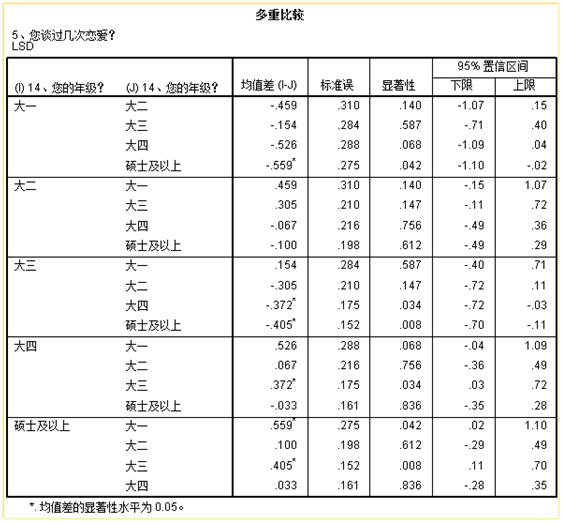 多重比较
5、您谈过几次恋爱？
LSD
95% 置信区间
(I) 14、您的年级？ (J) 14、您的年级？ 均值差 (I-J) 标准误 显著性 下限 上限
大一 大二 -.459 .310 .140 -1.07 .15
大三 -.154 .284 .587 -.71 .40
大四 -.526 .288 .068 -1.09 .04
硕士及以上 -.559* .275 .042 -1.10 -.02
大二 大一 .459 .310 .140 -.15 1.07
大三 .305 .210 .147 -.11 .72
大四 -.067 .216 .756 -.49 .36
硕士及以上 -.100 .198 .612 -.49 .29
大三 大一 .154 .284 .587 -.40 .71
大二 -.305 .210 .147 -.72 .11
大四 -.372* .175 .034 -.72 -.03
硕士及以上 -.405* .152 .008 -.70 -.11
大四 大一 .526 .288 .068 -.04 1.09
大二 .067 .216 .756 -.36 .49
大三 .372* .175 .034 .03 .72
硕士及以上 -.033 .161 .836 -.35 .28
硕士及以上 大一 .559* .275 .042 .02 1.10
大二 .100 .198 .612 -.29 .49
大三 .405* .152 .008 .11 .70
大四 .033 .161 .836 -.28 .35
*. 均值差的显著性水平为 0.05。